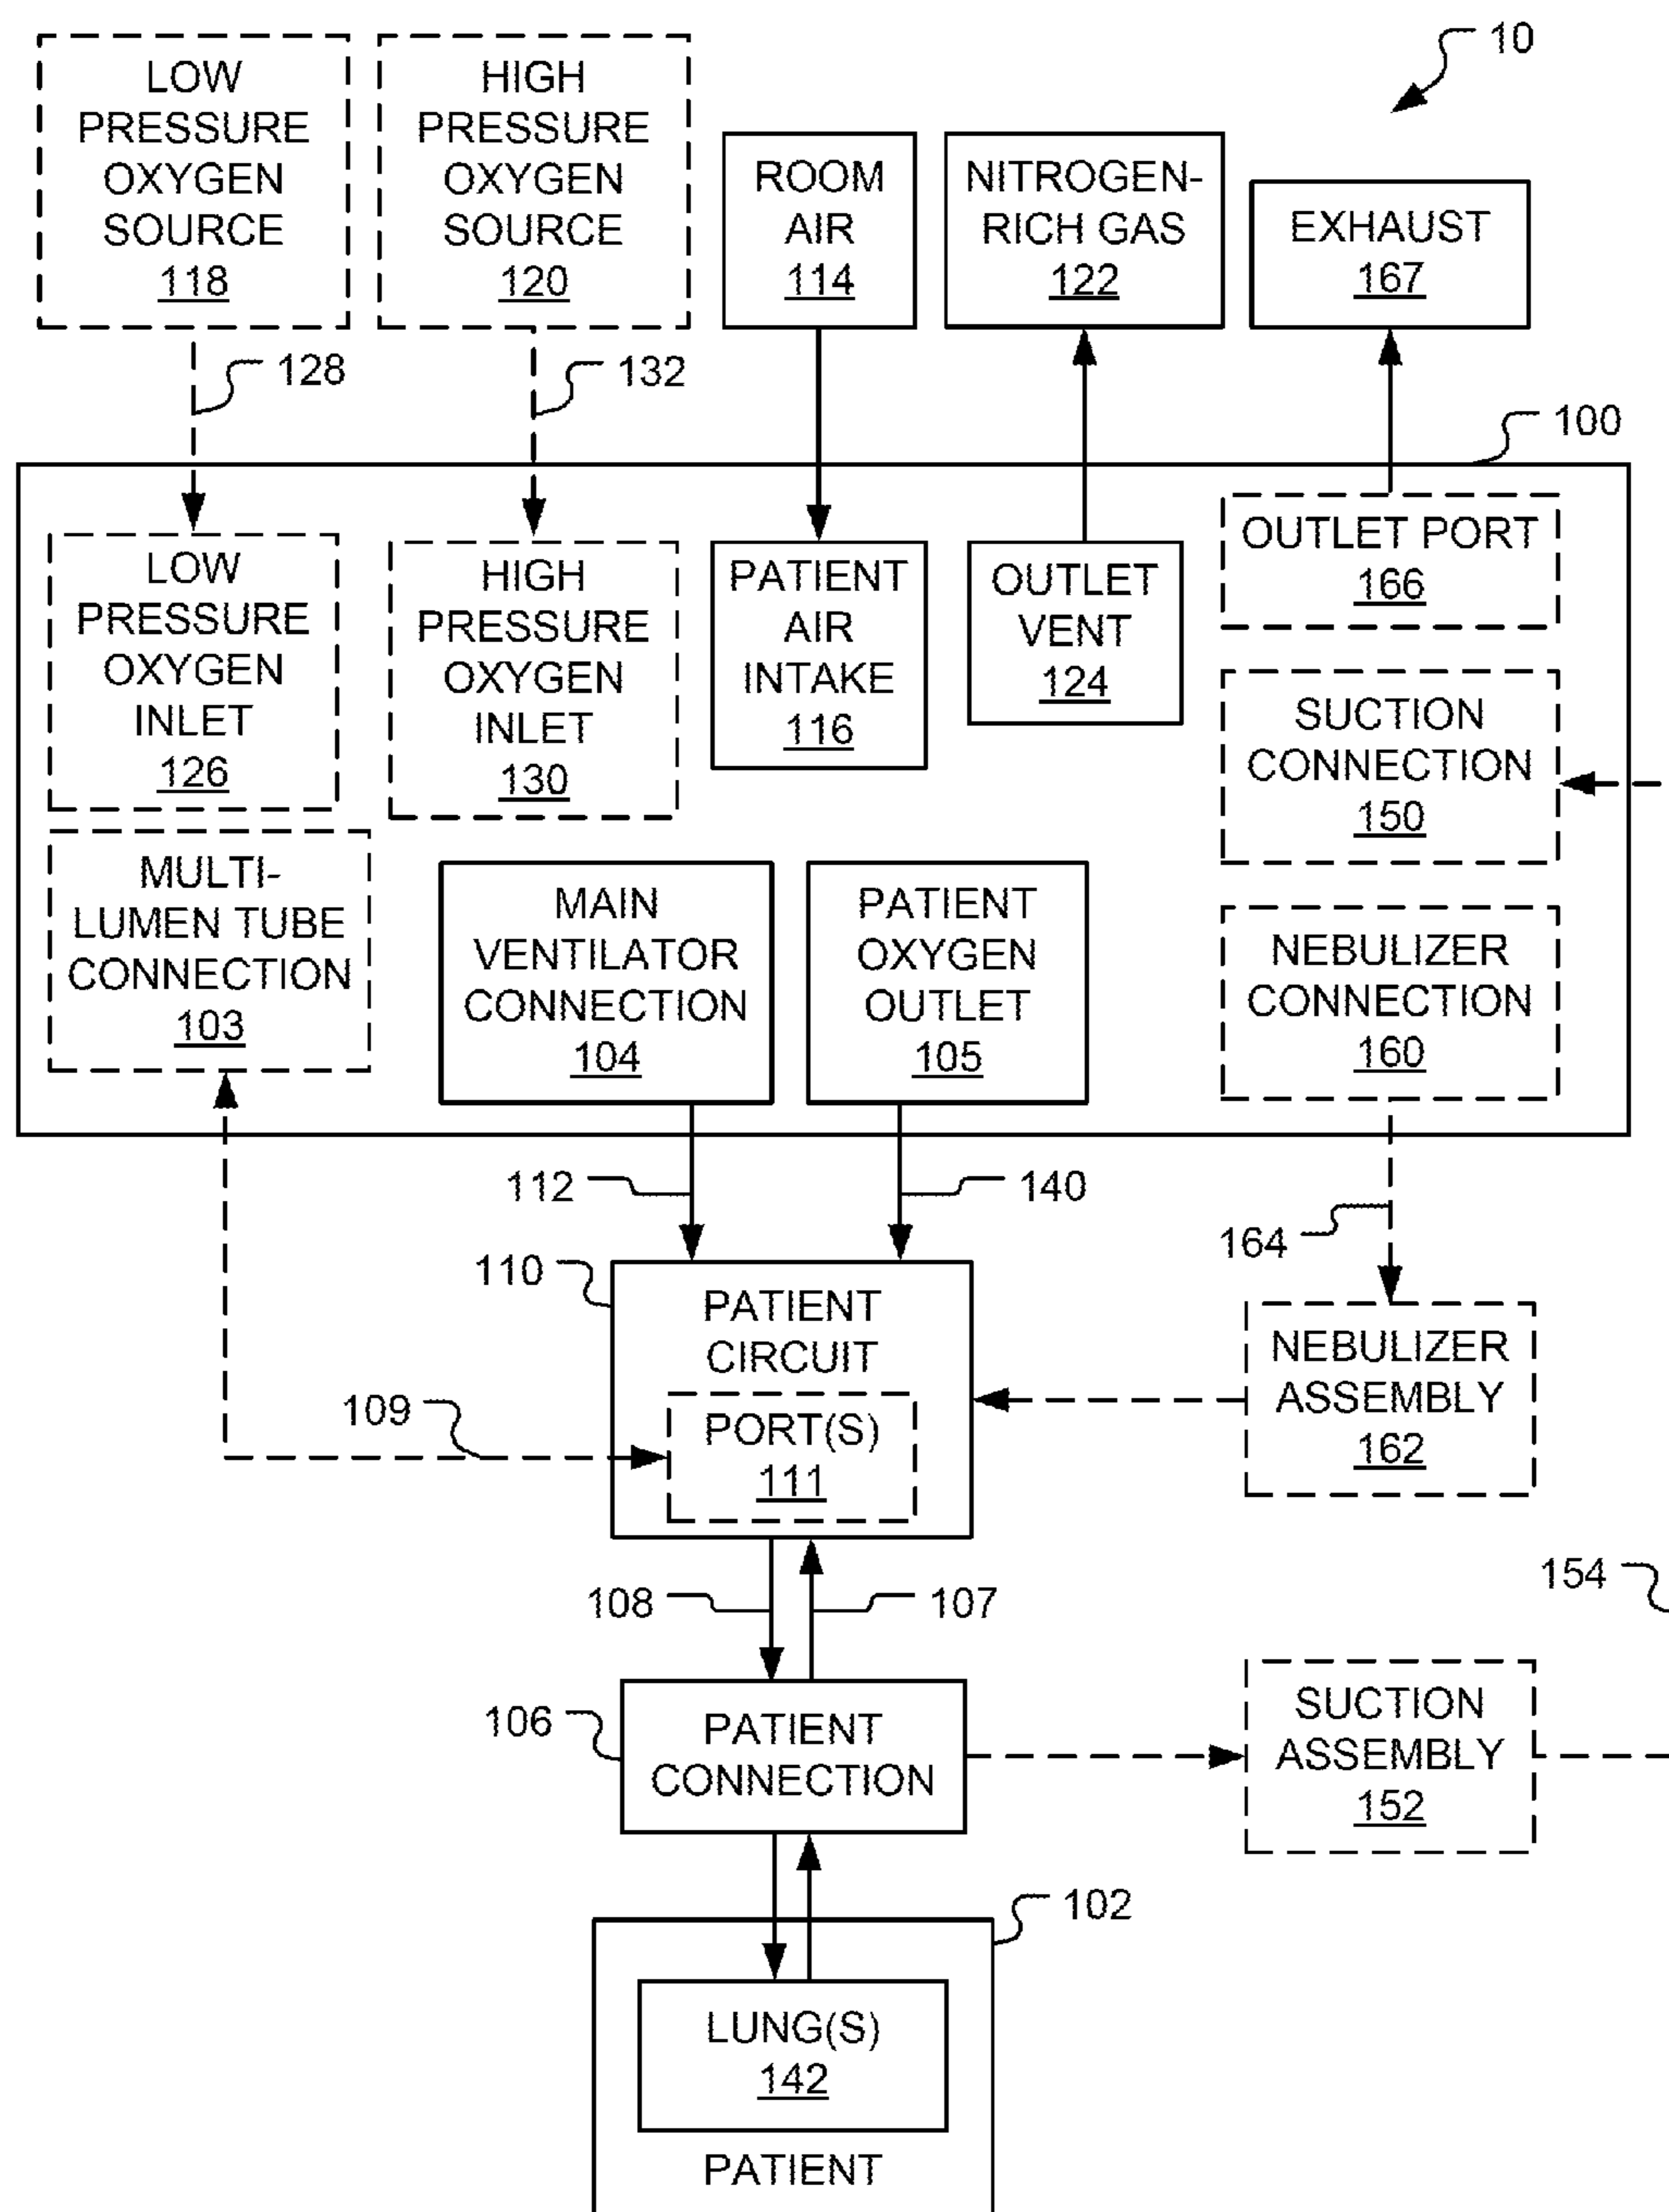 10
LOW
PRESSURE
OXYGEN
SOURCE
118
HIGH
PRESSURE
OXYGEN
SOURCE
120
ROOM
AIR
114
NITROGEN-
RICH GAS
122
EXHAUST
167
128
132
100
LOW
PRESSURE
OXYGEN
INLET
126
HIGH
PRESSURE
OXYGEN
INLET
130
PATIENT
AIR
INTAKE
116
OUTLET
VENT
124
OUTLET PORT
166
SUCTION
CONNECTION
150
MULTI-
LUMEN TUBE
CONNECTION
103
MAIN
VENTILATOR
CONNECTION
104
PATIENT
OXYGEN
OUTLET
105
NEBULIZER
CONNECTION
160
112
140
164
110
PATIENT
CIRCUIT
PORT(S)
111
109
NEBULIZER
ASSEMBLY
162
108
107
154
106
PATIENT
CONNECTION
SUCTION
ASSEMBLY
152
102
LUNG(S)
142
PATIENT